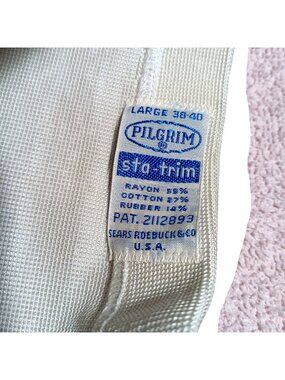 LARGE 38-40
PILGRIM
®
sta-trim
RAYON 59%
COTTON 27%
RUBBER 14%
PAT. 2112893
SEARS ROEBUCK & CO
U.S.A.